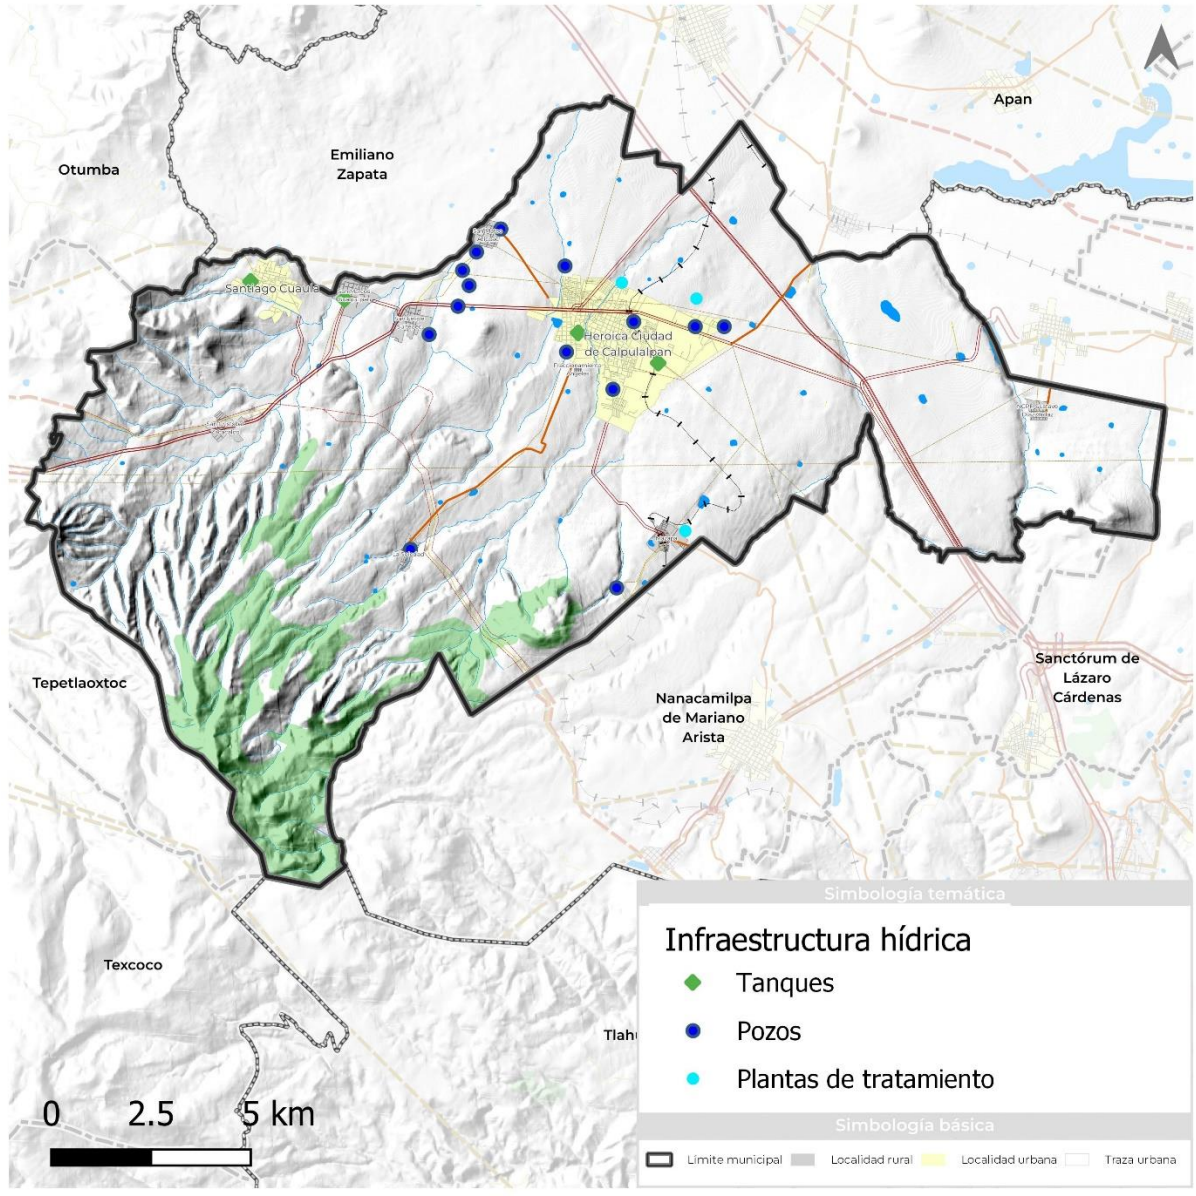 Apan
Emiliano
Zapata
Otumba
Santiago Cuaula
Heroica Ciudad
de Calpulalpan
Tepetlaoxtoc
Nanacamilpa
de Mariano
Arista
Sanctórum de
Lázaro
Cárdenas
Texcoco
Tlahu
Simbología temática
Infraestructura hídrica
Tanques
Pozos
Plantas de tratamiento
0 2.5 5 km
Simbología básica
Limite municipal Localidad rural Localidad urbana Traza urbana